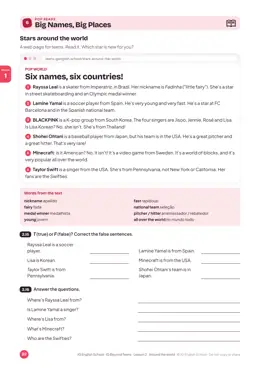 POP READS
Big Names, Big Places
Stars around the world
A web page for teens. Read it. Which star is new for you?
POP WORLD
Six names, six countries!
1 Rayssa Leal is a skater from Imperatriz, in Brazil. Her nickname is Fadinha ("little fairy"). She's a star
in street skateboarding and an Olympic medal winner.
2 Lamine Yamal is a soccer player from Spain. He's very young and very fast. He's a star at FC
Barcelona and in the Spanish national team.
3 BLACKPINK is a K-pop group from South Korea. The four singers are Jisoo, Jennie, Rosé and Lisa.
Is Lisa Korean? No, she isn't. She's from Thailand!
4 Shohei Ohtani is a baseball player from Japan, but his team is in the USA. He's a great pitcher and
a great hitter. That's very rare!
5 Minecraft: is it American? No, it isn't! It's a video game from Sweden. It's a world of blocks, and it's
very popular all over the world.
6 Taylor Swift is a singer from the USA. She's from Pennsylvania, not New York or California. Her
fans are the Swifties.
Words from the text
nickname apelido
fast rápido/a
fairy fada
national team seleção
medal winner medalhista
pitcher / hitter arremessador / rebatedor
young jovem
all over the world no mundo todo
T (true) or F (false)? Correct the false sentences.
Rayssa Leal is a soccer
player.
Lamine Yamal is from Spain.
Lisa is Korean.
Minecraft is from the USA.
Taylor Swift is from
Pennsylvania.
Shohei Ohtani's team is in
Japan.
Answer the questions.
Where's Rayssa Leal from?
Is Lamine Yamal a singer?
Where's Lisa from?
What's Minecraft?
Who are the Swifties?